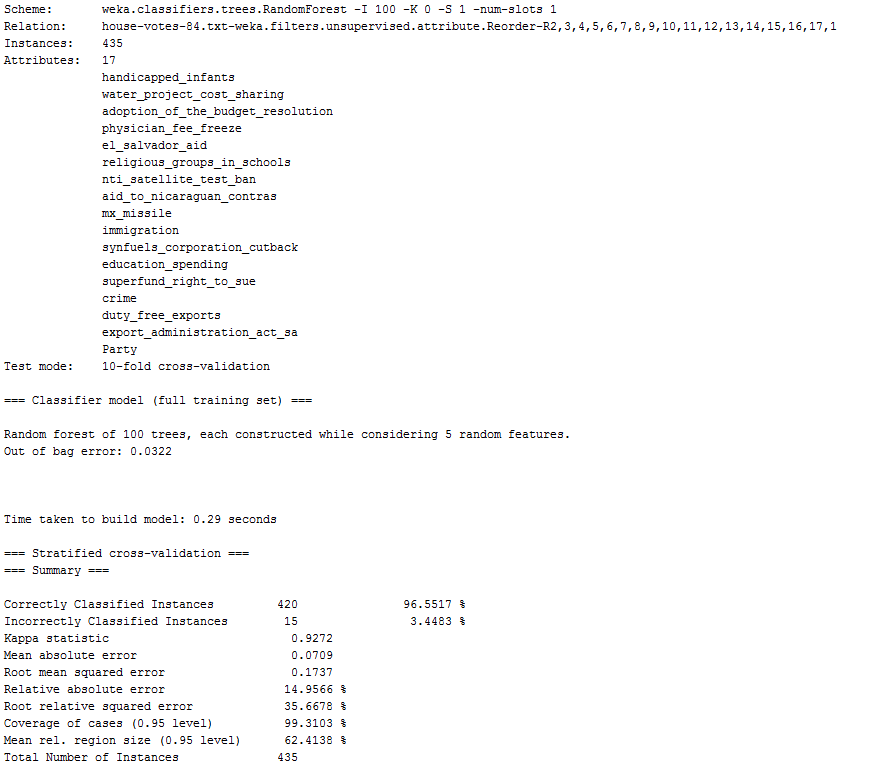 Scheme: weka.classifiers.trees.RandomForest -I 100 -K 0 -S 1 -num-slots 1
Relation: house-votes-84.txt-weka.filters.unsupervised.attribute.Reorder-R2,3,4,5,6,7,8,9,10,11,12,13,14,15,16,17,1
Instances: 435
Attributes: 17
handicapped_infants
water_project_cost_sharing
adoption_of_the_budget_resolution
physician_fee_freeze
el_salvador_aid
religious_groups_in_schools
nti_satellite_test_ban
aid_to_nicaraguan_contras
mx_missile
immigration
synfuels_corporation_cutback
education_spending
superfund_right_to_sue
crime
duty_free_exports
export_administration_act_sa
Party
Test mode: 10-fold cross-validation
=== Classifier model (full training set) ===
Random forest of 100 trees, each constructed while considering 5 random features.
Out of bag error: 0.0322
Time taken to build model: 0.29 seconds
=== Stratified cross-validation ===
=== Summary ===
Correctly Classified Instances 420 96.5517 %
Incorrectly Classified Instances 15 3.4483 %
Kappa statistic 0.9272
Mean absolute error 0.0709
Root mean squared error 0.1737
Relative absolute error 14.9566 %
Root relative squared error 35.6678 %
Coverage of cases (0.95 level) 99.3103 %
Mean rel. region size (0.95 level) 62.4138 %
Total Number of Instances 435